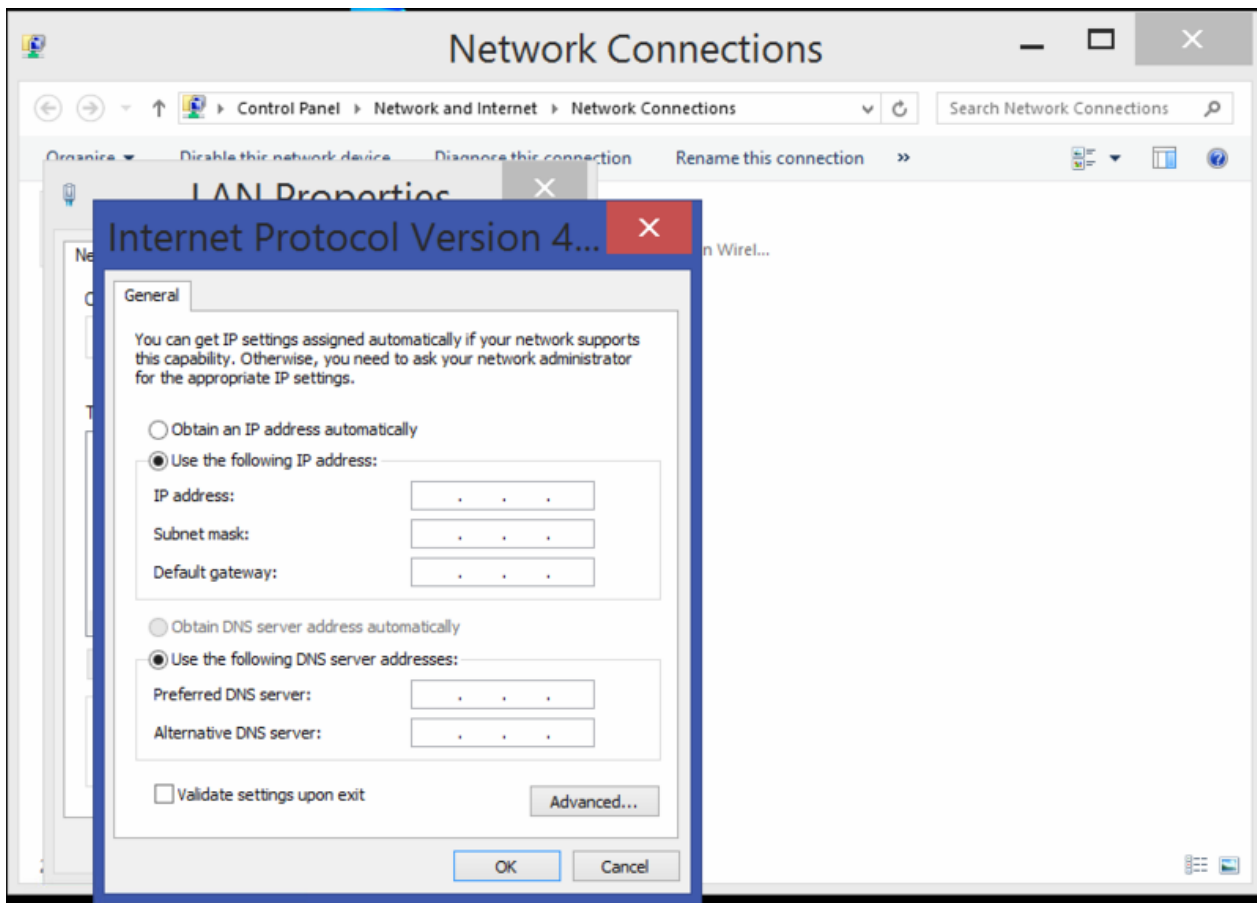 Network Connections
Control Panel Network and Internet Network Connections
Search Network Connections
Organise Disable this network device Diagnose this connection Rename this connection »
LAN Properties
Internet Protocol Version 4...
n Wirel...
Ne
General
You can get IP settings assigned automatically if your network supports
this capability. Otherwise, you need to ask your network administrator
for the appropriate IP settings.
Obtain an IP address automatically
Use the following IP address:
IP address: . . .
Subnet mask: . . .
Default gateway: . . .
Obtain DNS server address automatically
Use the following DNS server addresses:
Preferred DNS server: . . .
Alternative DNS server: . . .
Validate settings upon exit
Advanced...
OK Cancel